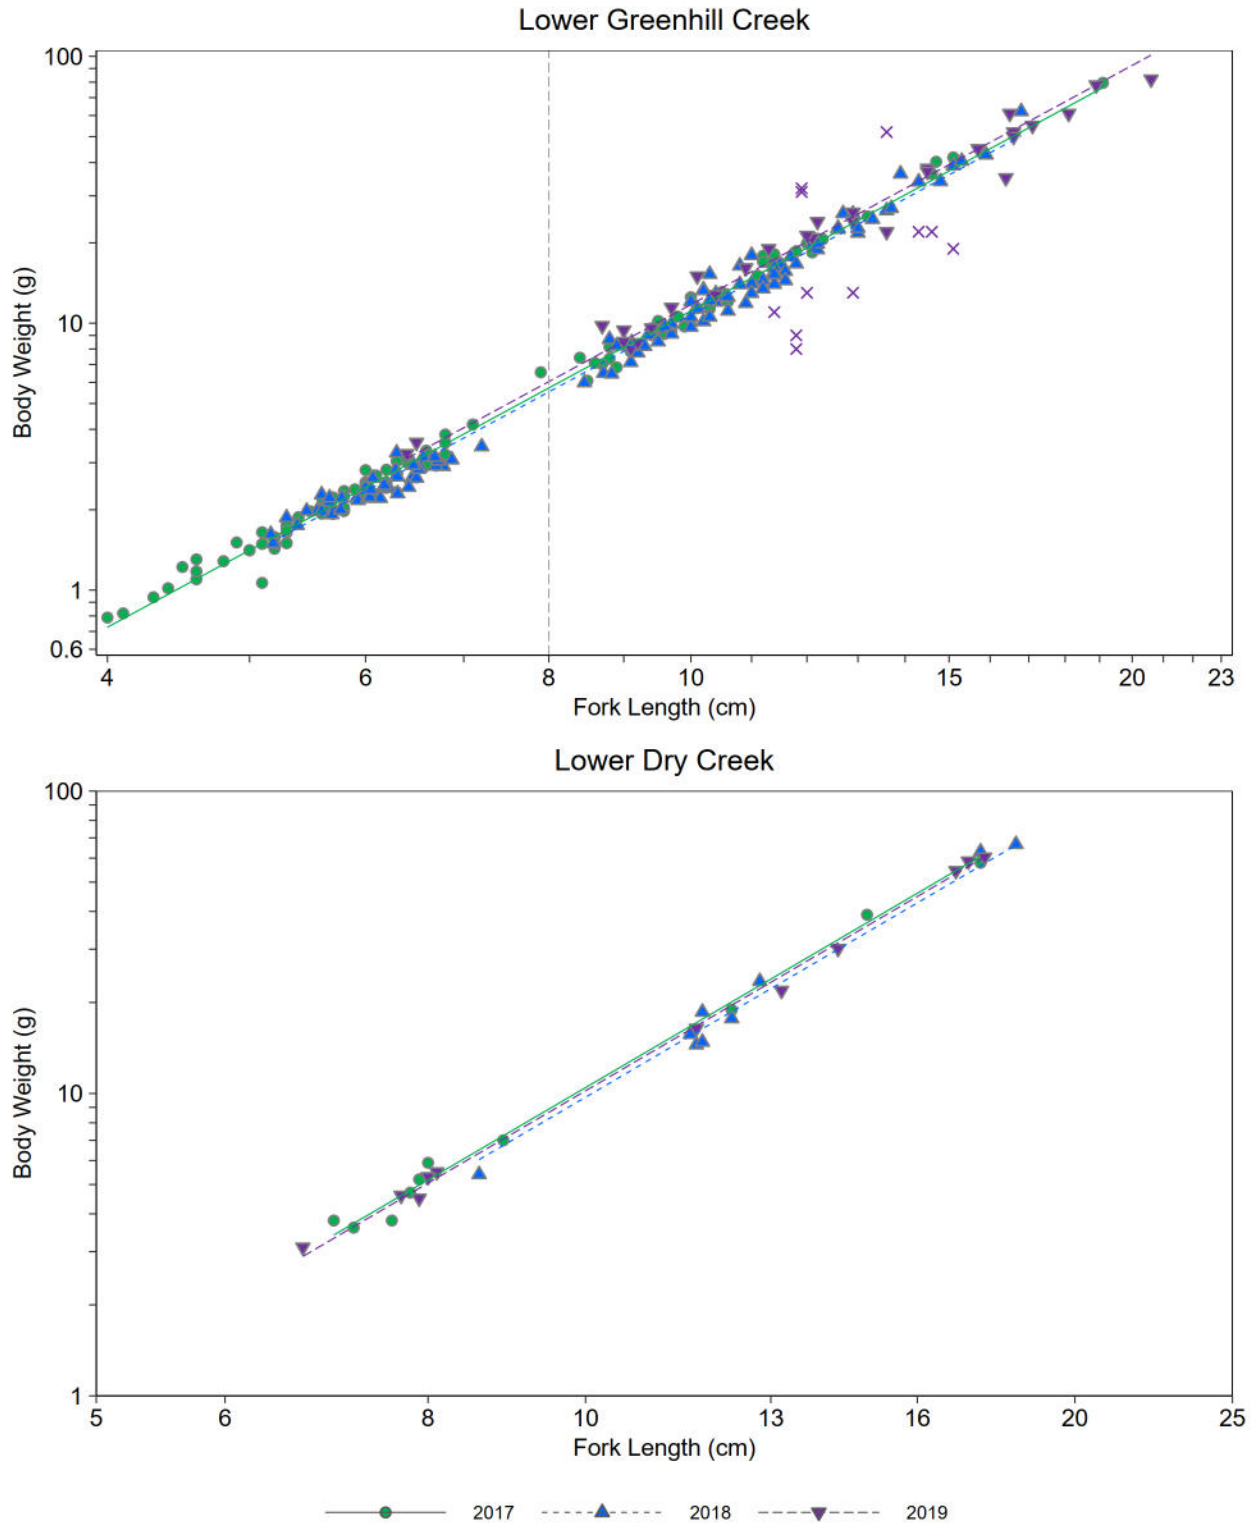 Lower Greenhill Creek
100
10
1
0.6
Body Weight (g)
4 6 8 10 15 20 23
Fork Length (cm)
Lower Dry Creek
100
10
1
Body Weight (g)
5 6 8 10 13 16 20 25
Fork Length (cm)
2017 2018 2019